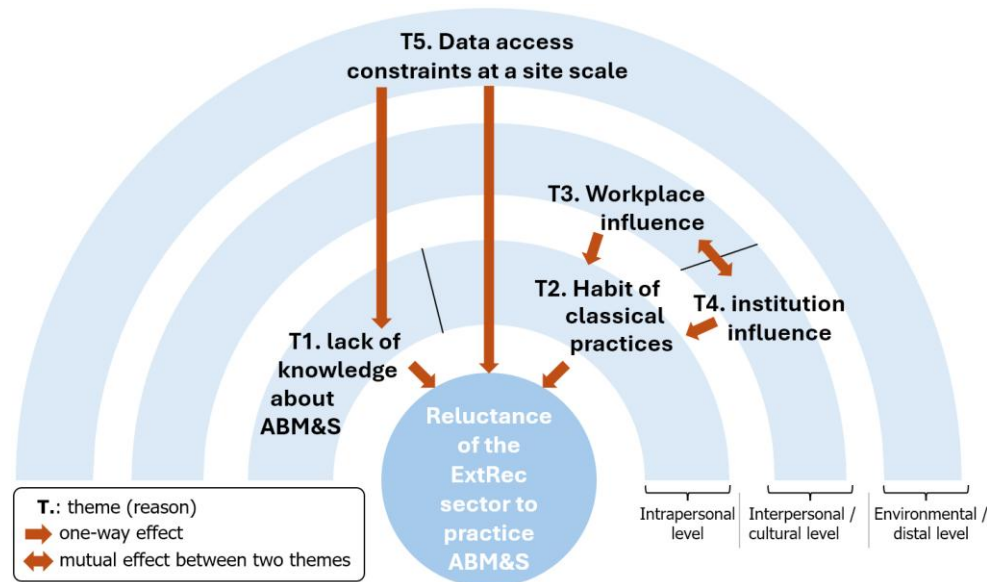 T5. Data access
constraints at a site scale
T3. Workplace
influence
T2. Habit of
classical
practices
T4. institution
influence
T1. lack of
knowledge
about
ABM&S
Reluctance
of the
ExtRec
sector to
practice
ABM&S
T.: theme (reason)
one-way effect
mutual effect between two themes
Intrapersonal
level
Interpersonal /
cultural level
Environmental /
distal level